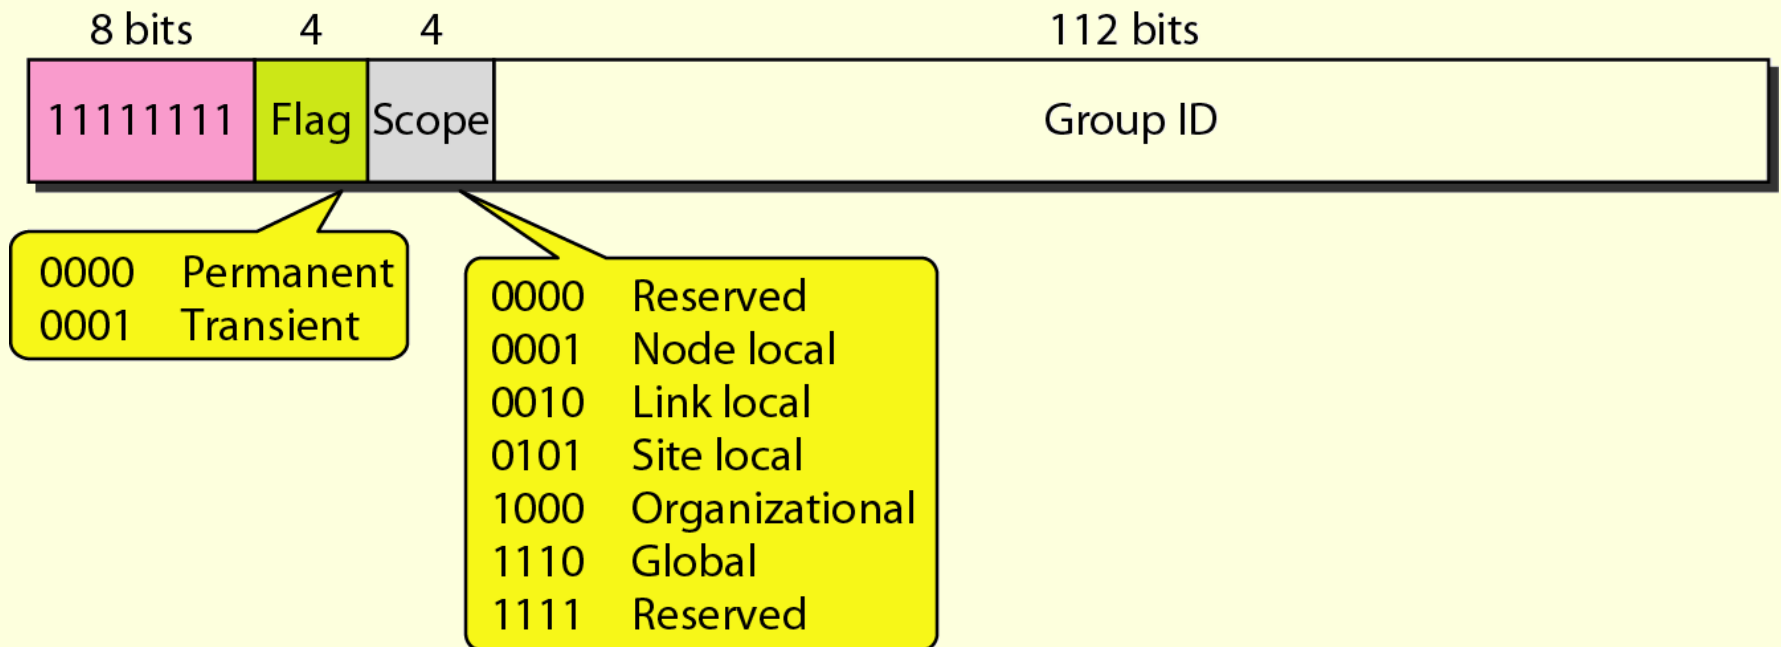 8 bits 4 4 112 bits
11111111 Flag Scope Group ID
0000 Permanent
0001 Transient
0000 Reserved
0001 Node local
0010 Link local
0101 Site local
1000 Organizational
1110 Global
1111 Reserved